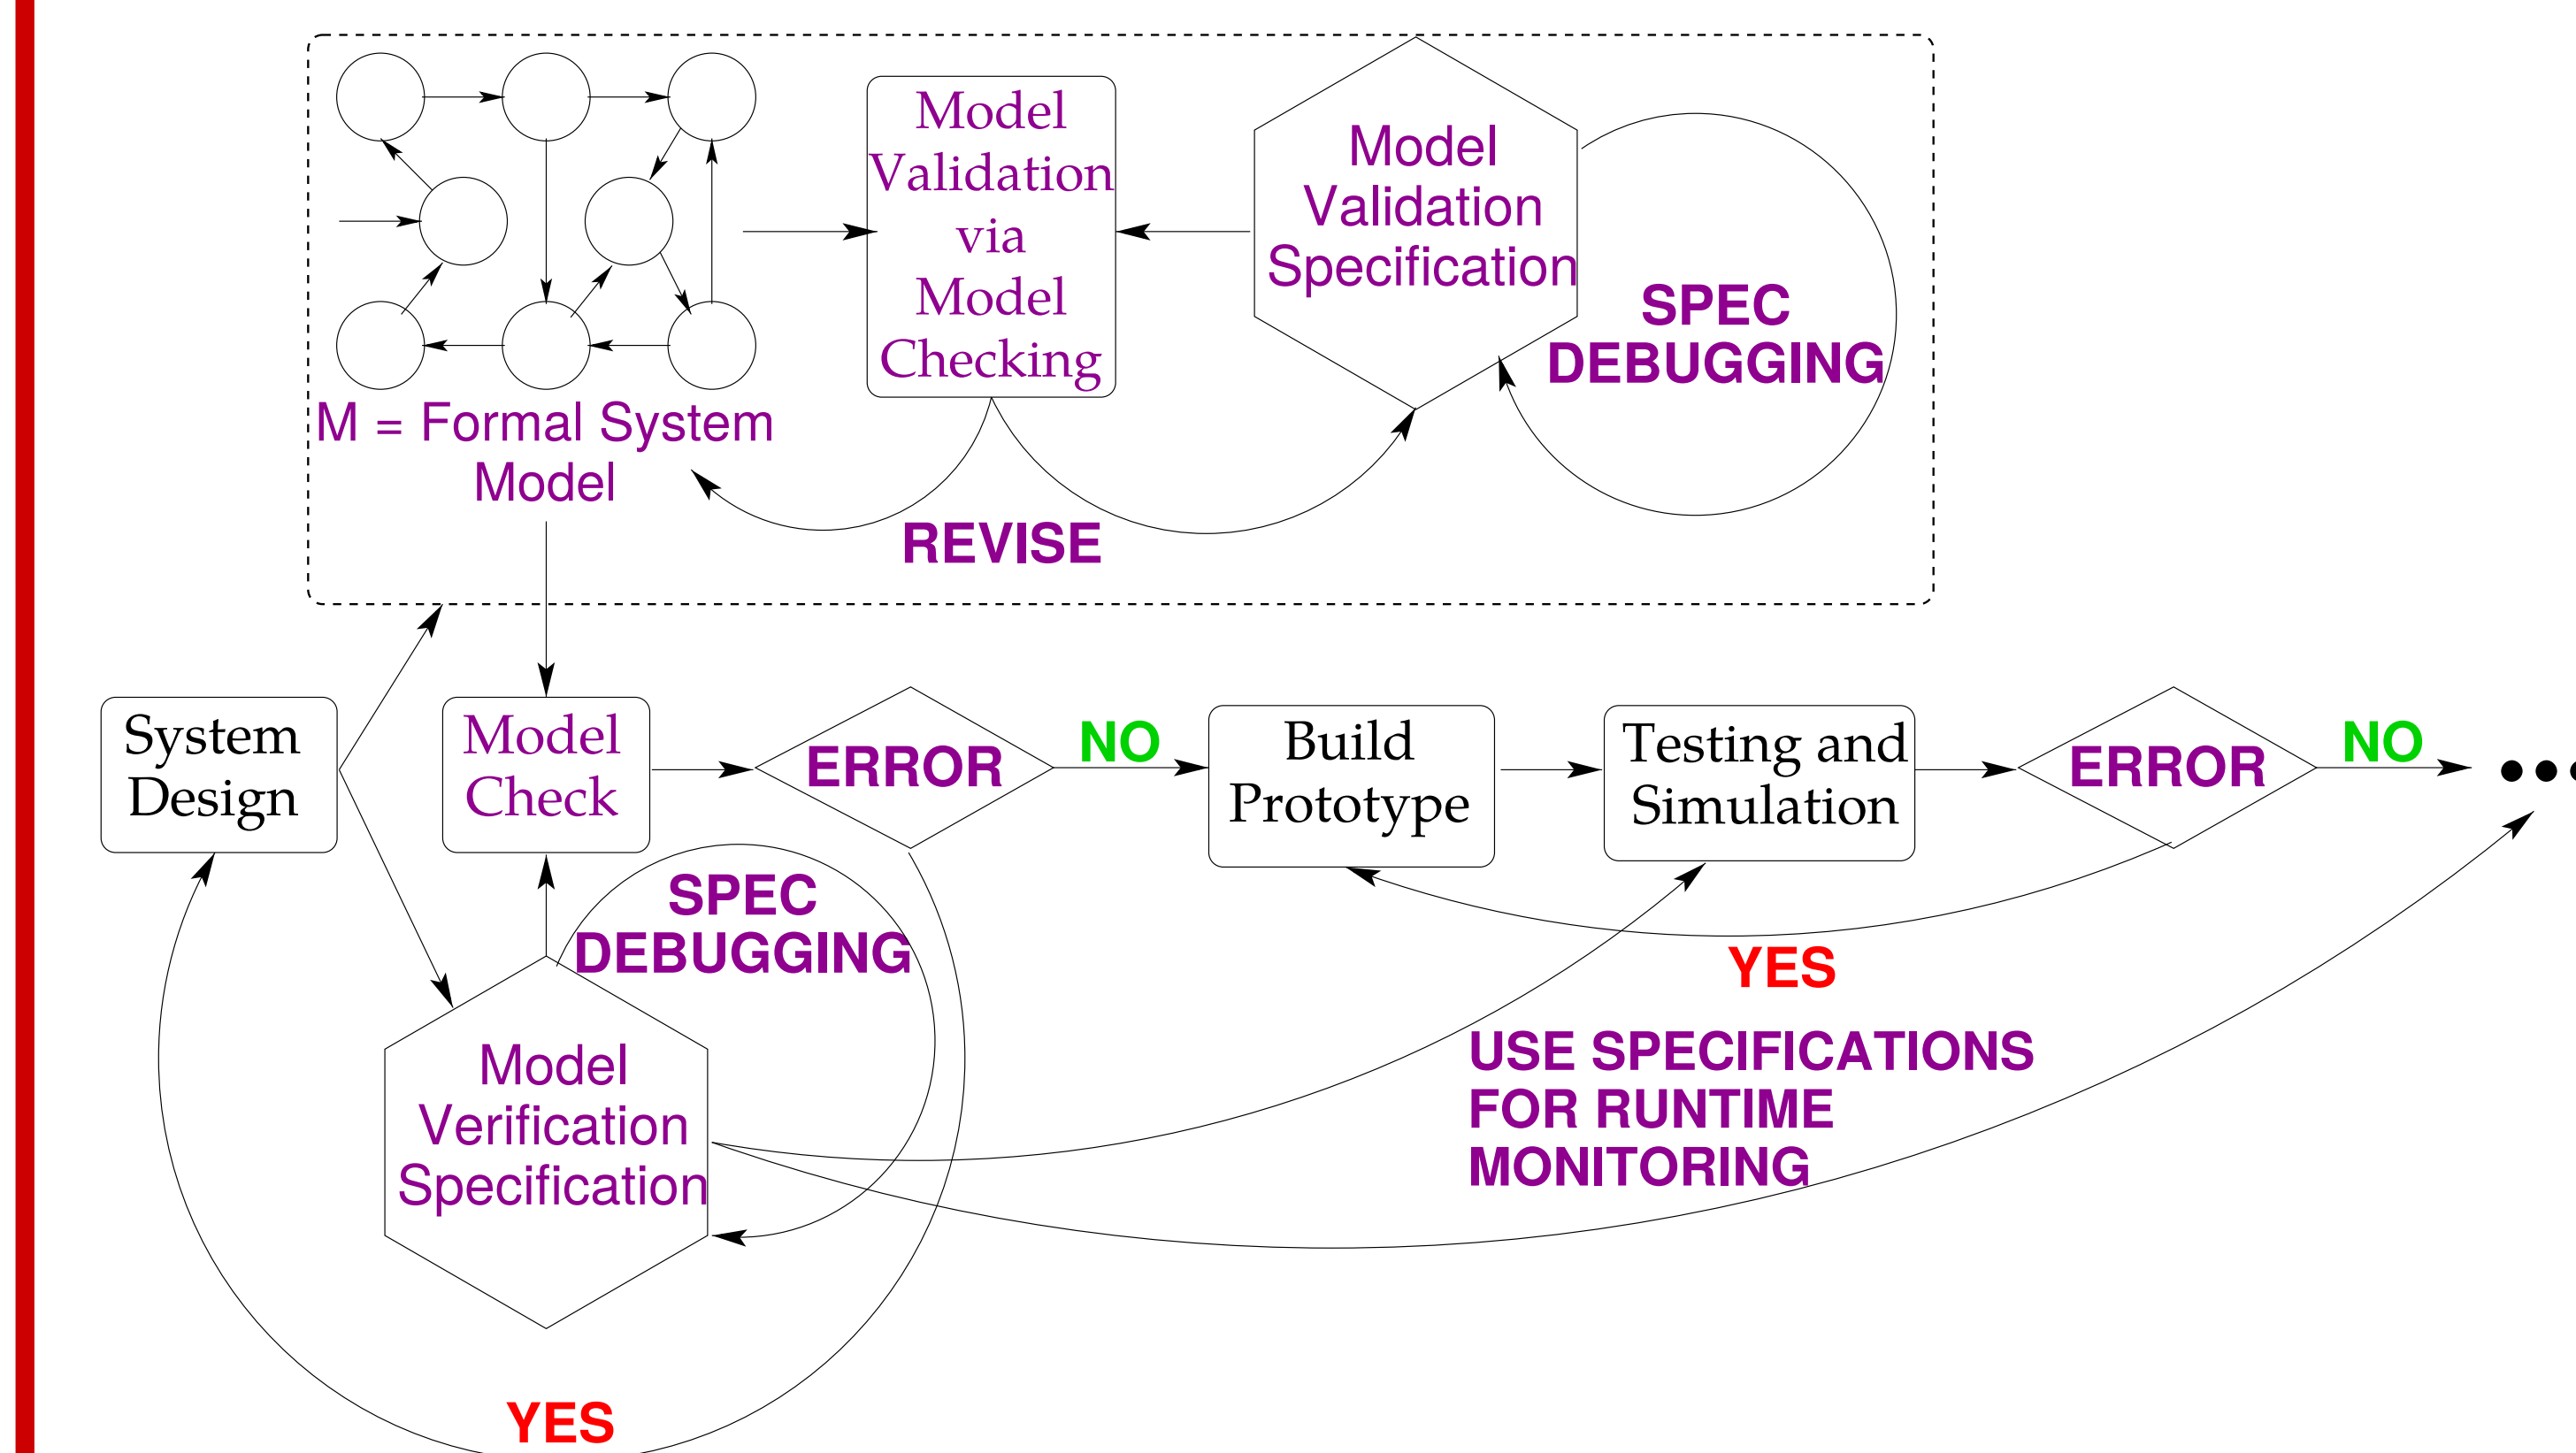 Model
Validation
via
Model
Checking
Model
Validation
Specification
SPEC
DEBUGGING
M = Formal System
Model
REVISE
System
Design
Model
Check
ERROR
NO
Build
Prototype
Testing and
Simulation
ERROR
NO
SPEC
DEBUGGING
YES
Model
Verification
Specification
USE SPECIFICATIONS
FOR RUNTIME
MONITORING
YES